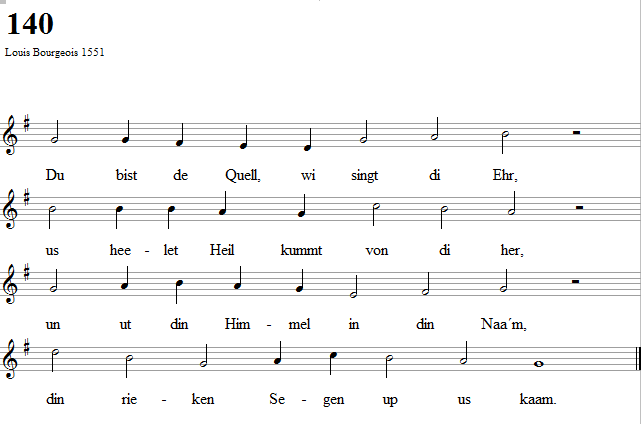 140
Louis Bourgeois 1551
Du bist de Quell, wi singt di Ehr,
us hee - let Heil kummt von di her,
un ut din Him - mel in din Naa´m,
din rie - ken Se - gen up us kaam.